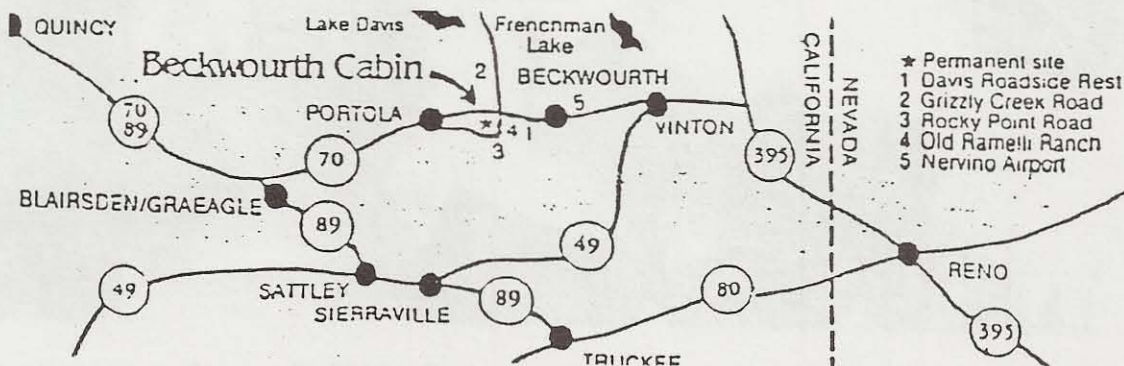 QUINCY
Lake Davis
Frenchman
Lake
Beckwourth Cabin
2
BECKWOURTH
5
PORTOLA
★ 4 1
3
VINTON
70
89
70
395
CALIFORNIA
NEVADA
★ Permanent site
1 Davis Roadside Rest
2 Grizzly Creek Road
3 Rocky Point Road
4 Old Ramelli Ranch
5 Nervino Airport
BLAIRSDEN/GRAEAGLE
89
49
49
SATTLEY
SIERRAVILLE
89
80
RENO
395
TRUCKEE